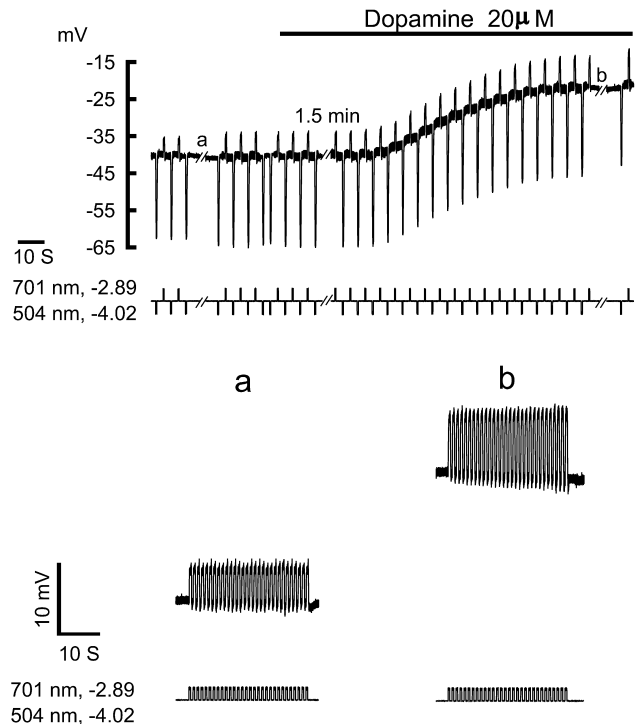 Dopamine 20μM
mV
-15
-25
-35
-45
-55
-65
a
1.5 min
b
10 S
701 nm, -2.89
504 nm, -4.02
a
b
10 mV
10 S
701 nm, -2.89
504 nm, -4.02